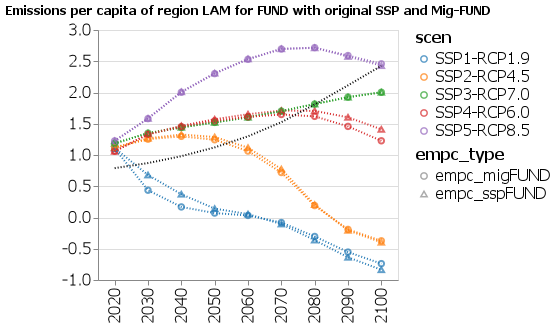 Emissions per capita of region LAM for FUND with original SSP and Mig-FUND
3.0
2.5
2.0
1.5
1.0
0.5
0.0
-0.5
-1.0
2020
2030
2040
2050
2060
2070
2080
2090
2100
scen
SSP1-RCP1.9
SSP2-RCP4.5
SSP3-RCP7.0
SSP4-RCP6.0
SSP5-RCP8.5
empc_type
empc_migFUND
empc_sspFUND